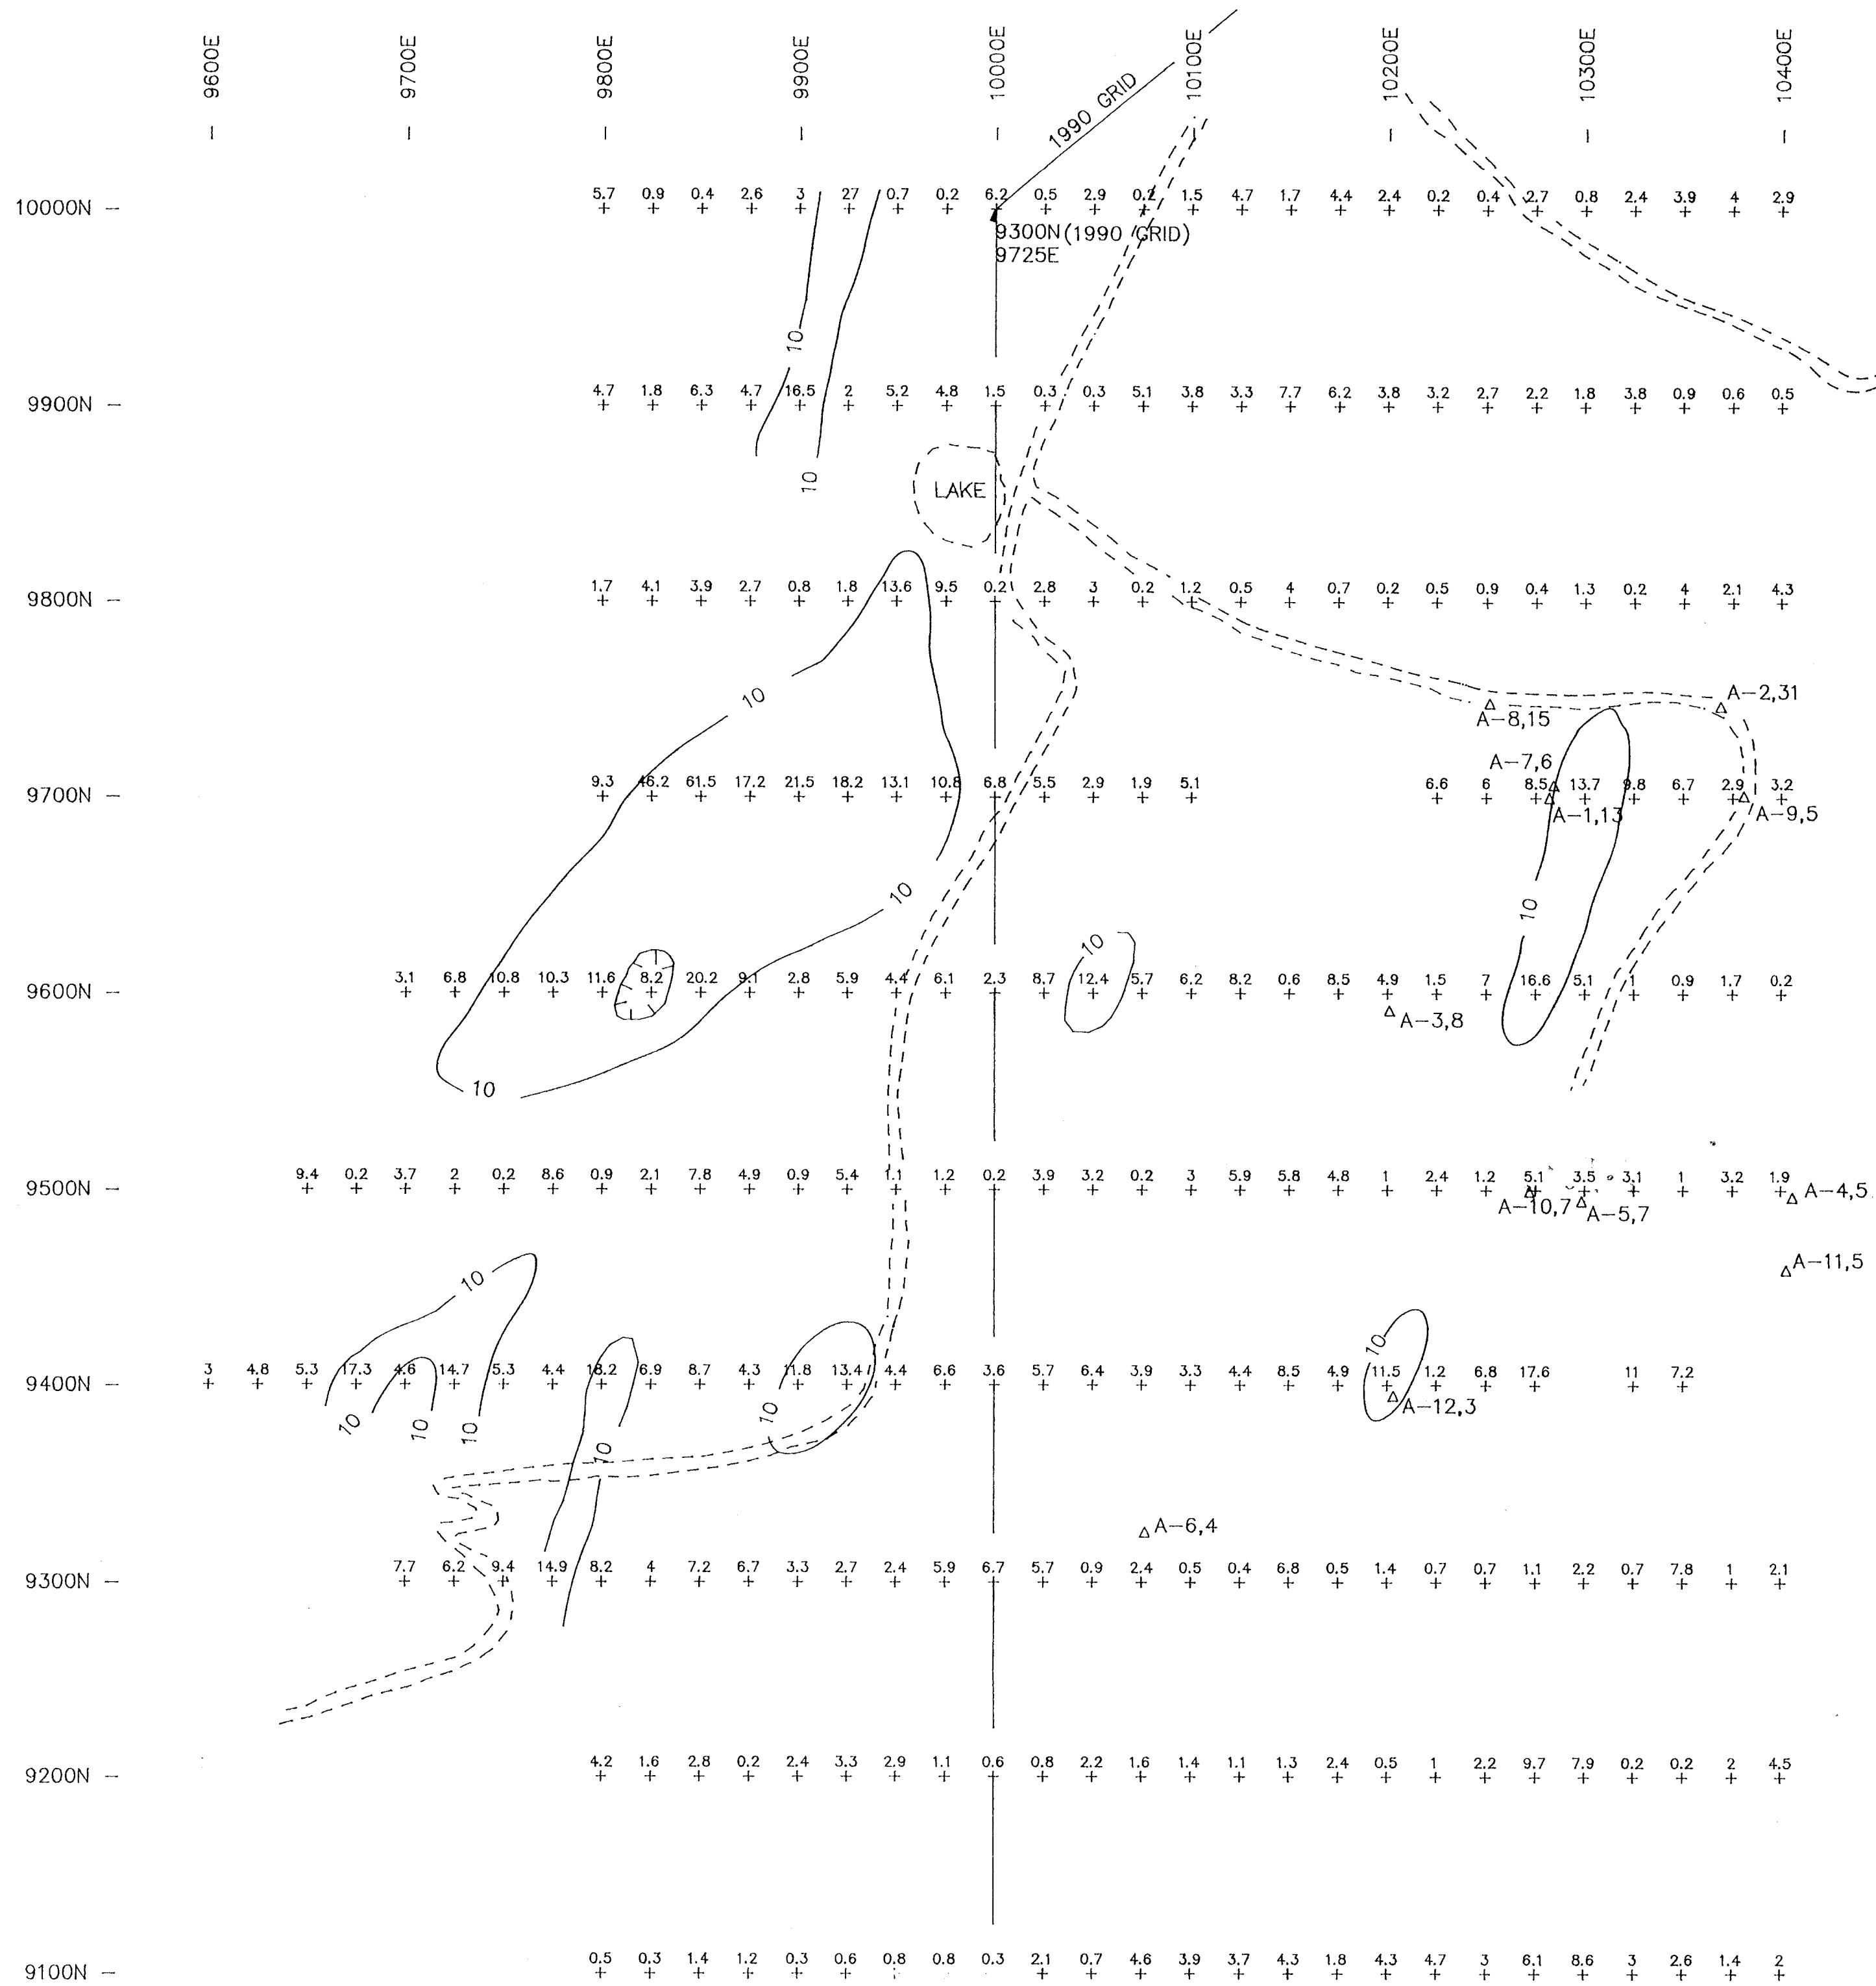 9600E 9700E 9800E 9900E 10000E 10100E 10200E 10300E 10400E
1990 GRID
10000N 5.7 0.9 0.4 2.6 3 27 0.7 0.2 6.2 0.5 2.9 0.2 1.5 4.7 1.7 4.4 2.4 0.2 0.4 2.7 0.8 2.4 3.9 4 2.9
9300N (1990 GRID)
9725E
10
9900N 4.7 1.8 6.3 4.7 16.5 2 5.2 4.8 1.5 0.3 0.3 5.1 3.8 3.3 7.7 6.2 3.8 3.2 2.7 2.2 1.8 3.8 0.9 0.6 0.5
10
LAKE
9800N 1.7 4.1 3.9 2.7 0.8 1.8 13.6 9.5 0.2 2.8 3 0.2 1.2 0.5 4 0.7 0.2 0.5 0.9 0.4 1.3 0.2 4 2.1 4.3
10
A-2,31
A-8,15
A-7,6
9700N 9.3 46.2 61.5 17.2 21.5 18.2 13.1 10.8 6.8 5.5 2.9 1.9 5.1 6.6 6 8.5 13.7 9.8 6.7 2.9 3.2
A-1,13 A-9,5
10 10
10
9600N 3.1 6.8 10.8 10.3 11.6 8.2 20.2 9.1 2.8 5.9 4.4 6.1 2.3 8.7 12.4 5.7 6.2 8.2 0.6 8.5 4.9 1.5 7 16.6 5.1 1 0.9 1.7 0.2
A-3,8
10
9500N 9.4 0.2 3.7 2 0.2 8.6 0.9 2.1 7.8 4.9 0.9 5.4 1.1 1.2 0.2 3.9 3.2 0.2 3 5.9 5.8 4.8 1 2.4 1.2 5.1 3.5 3.1 1 3.2 1.9 A-4,5
A-10,7 A-5,7
A-11,5
10
10
9400N 3 4.8 5.3 17.3 4.6 14.7 5.3 4.4 18.2 6.9 8.7 4.3 11.8 13.4 4.4 6.6 3.6 5.7 6.4 3.9 3.3 4.4 8.5 4.9 11.5 1.2 6.8 17.6 11 7.2
A-12,3
10 10 10 10
10
A-6,4
9300N 7.7 6.2 9.4 14.9 8.2 4 7.2 6.7 3.3 2.7 2.4 5.9 6.7 5.7 0.9 2.4 0.5 0.4 6.8 0.5 1.4 0.7 0.7 1.1 2.2 0.7 7.8 1 2.1
9200N 4.2 1.6 2.8 0.2 2.4 3.3 2.9 1.1 0.6 0.8 2.2 1.6 1.4 1.1 1.3 2.4 0.5 1 2.2 9.7 7.9 0.2 0.2 2 4.5
9100N 0.5 0.3 1.4 1.2 0.3 0.6 0.8 0.8 0.3 2.1 0.7 4.6 3.9 3.7 4.3 1.8 4.3 4.7 3 6.1 8.6 3 2.6 1.4 2